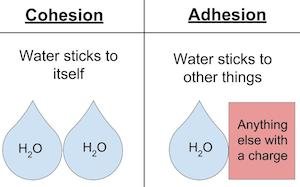 Cohesion
Water sticks to
itself
H₂O
H₂O
Adhesion
Water sticks to
other things
H₂O
Anything
else with
a charge